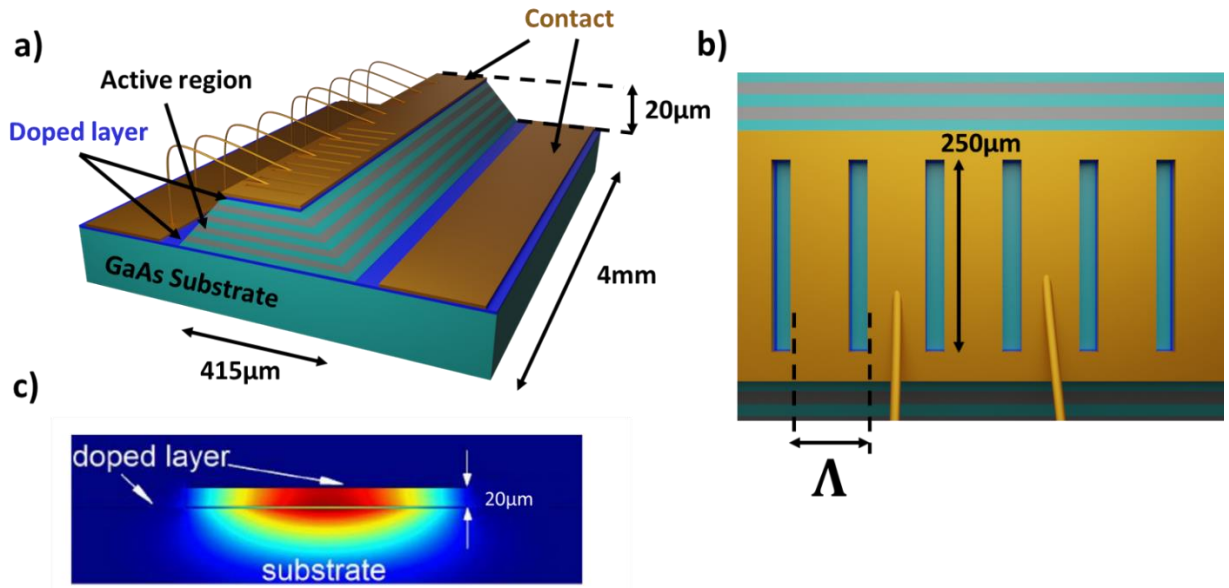 a)
Contact
Active region
Doped layer
20μm
GaAs Substrate
4mm
415μm
b)
250μm
Λ
c)
doped layer
20μm
substrate